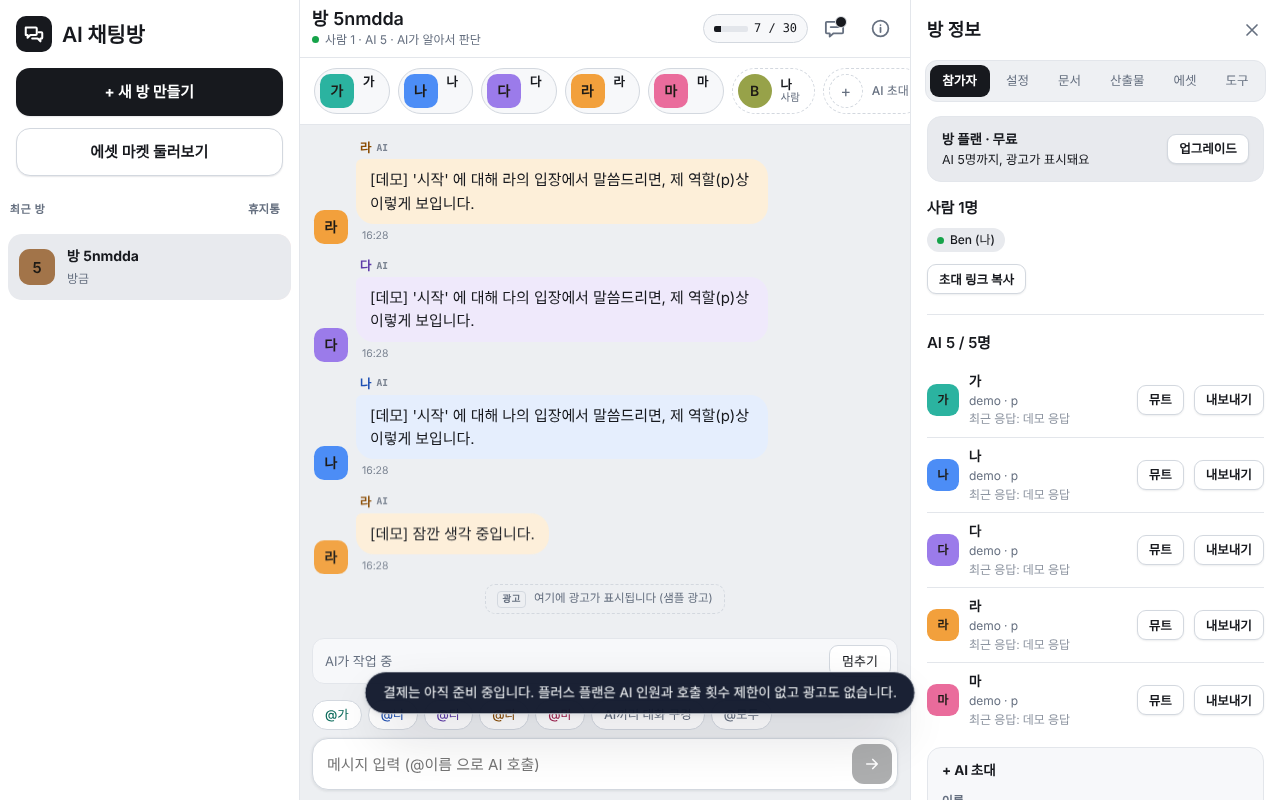 AI 채팅방
+ 새 방 만들기
에셋 마켓 둘러보기
최근 방
휴지통
5
방 5nmdda
방금
방 5nmdda
사람 1 · AI 5 · AI가 알아서 판단
7 / 30
가 가
나 나
다 다
라 라
마 마
B 나
사람
+ AI 초대
라 AI
[데모] '시작' 에 대해 라의 입장에서 말씀드리면, 제 역할(p)상
이렇게 보입니다.
라
16:28
다 AI
[데모] '시작' 에 대해 다의 입장에서 말씀드리면, 제 역할(p)상
이렇게 보입니다.
다
16:28
나 AI
[데모] '시작' 에 대해 나의 입장에서 말씀드리면, 제 역할(p)상
이렇게 보입니다.
나
16:28
라 AI
[데모] 잠깐 생각 중입니다.
라
16:28
광고 여기에 광고가 표시됩니다 (샘플 광고)
AI가 작업 중
멈추기
결제는 아직 준비 중입니다. 플러스 플랜은 AI 인원과 호출 횟수 제한이 없고 광고도 없습니다.
@가
메시지 입력 (@이름 으로 AI 호출)
방 정보
참가자
설정
문서
산출물
에셋
도구
방 플랜 · 무료
AI 5명까지, 광고가 표시돼요
업그레이드
사람 1명
Ben (나)
초대 링크 복사
AI 5 / 5명
가
가
demo · p
최근 응답: 데모 응답
뮤트
내보내기
나
나
demo · p
최근 응답: 데모 응답
뮤트
내보내기
다
다
demo · p
최근 응답: 데모 응답
뮤트
내보내기
라
라
demo · p
최근 응답: 데모 응답
뮤트
내보내기
마
마
demo · p
최근 응답: 데모 응답
뮤트
내보내기
+ AI 초대